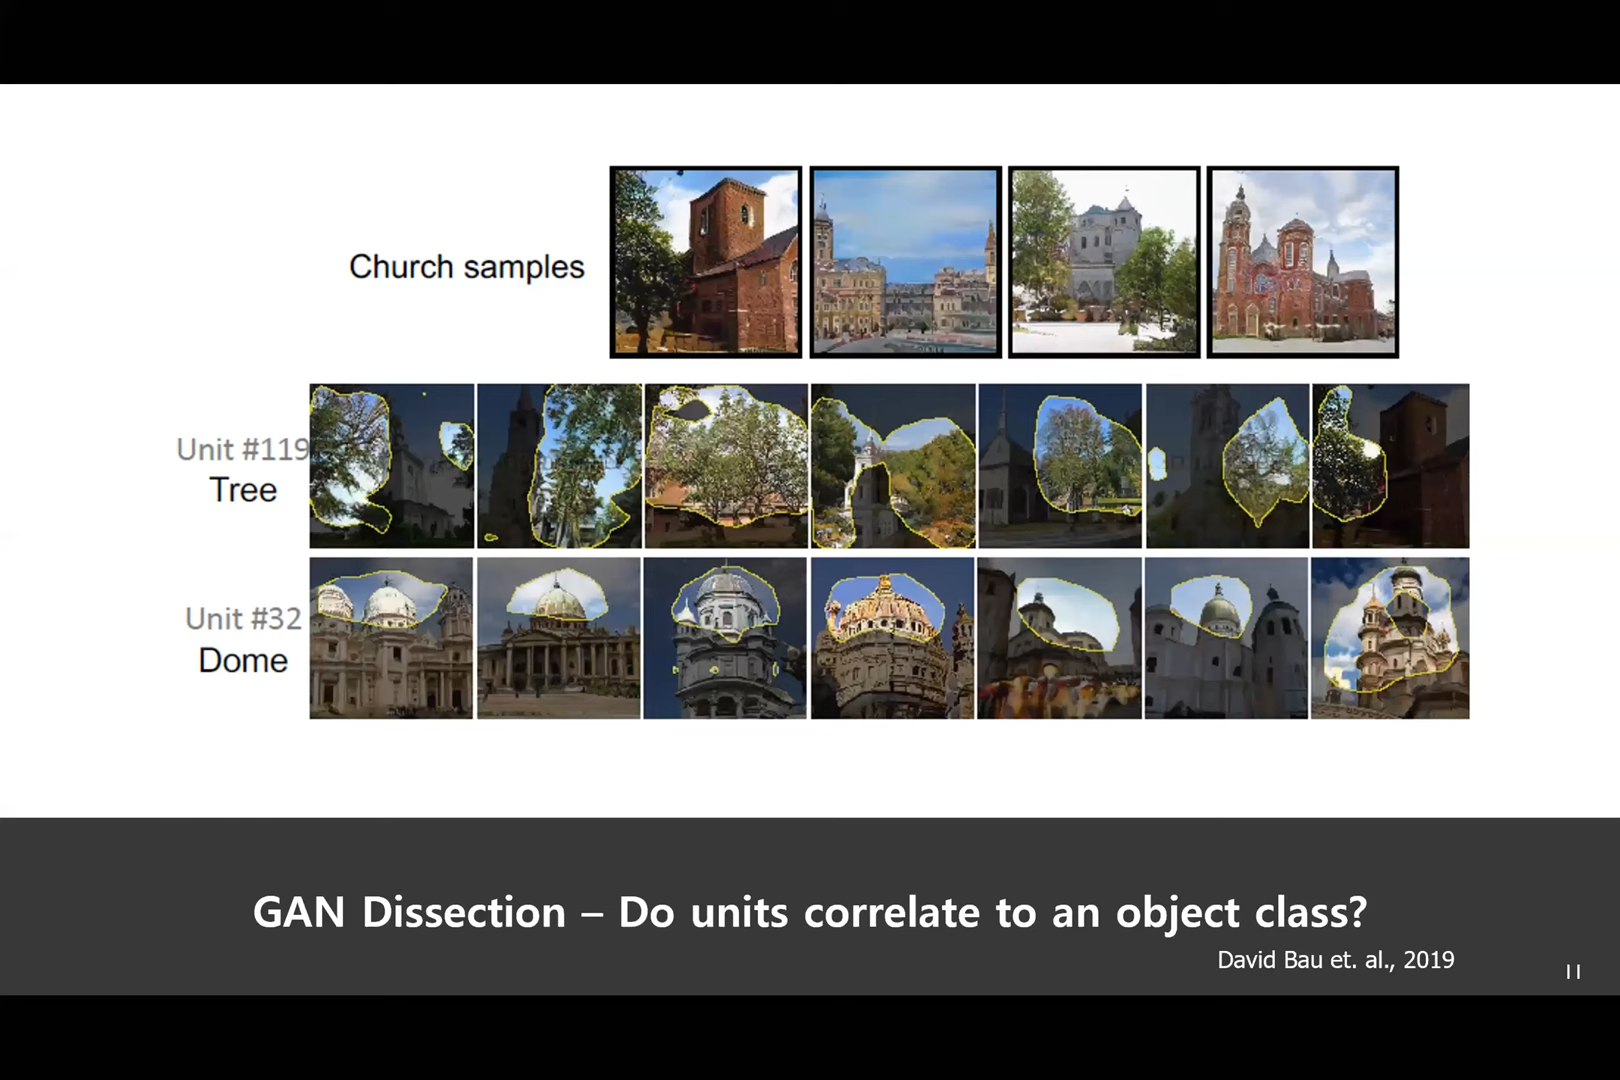 Church samples
Unit #119
Tree
Unit #32
Dome
GAN Dissection – Do units correlate to an object class?
David Bau et. al., 2019
11